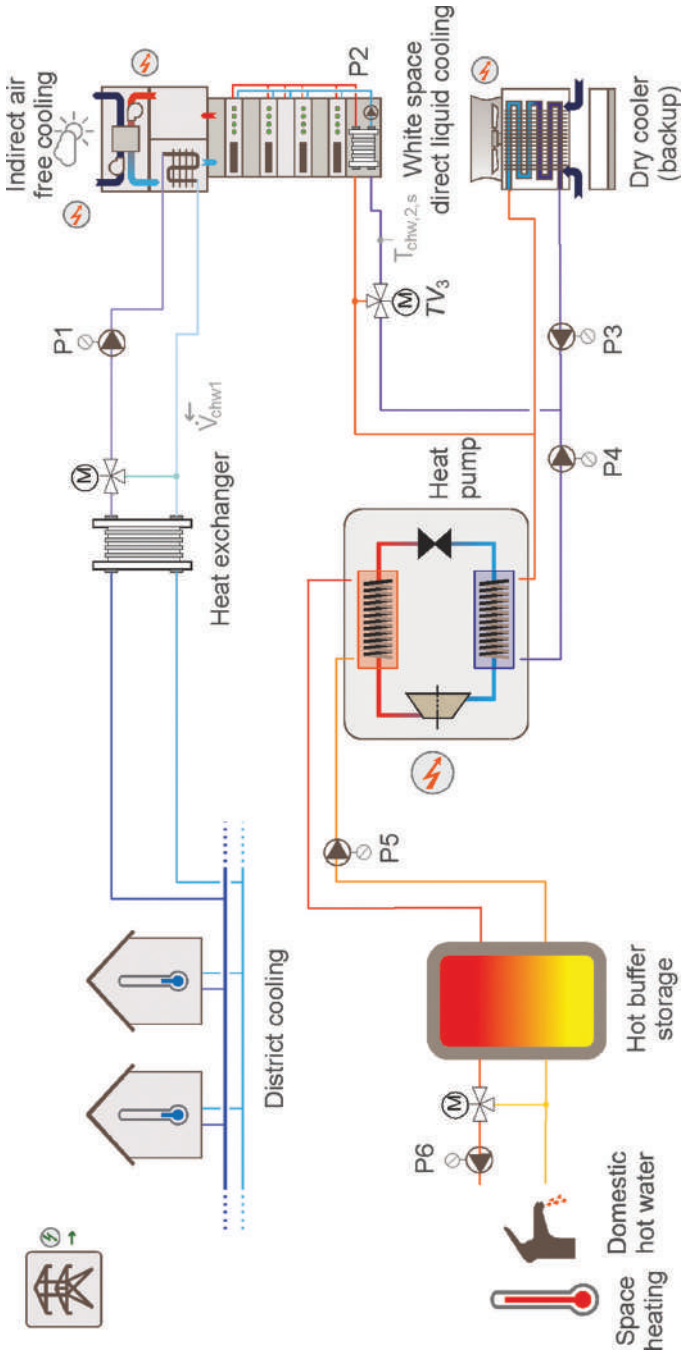 Indirect air
free cooling
P1
M
V̇chw1
Heat exchanger
District cooling
P2
White space
direct liquid cooling
Tchw,2,s
M
TV3
Dry cooler
(backup)
P3
P4
Heat
pump
P5
Hot buffer
storage
M
P6
Domestic
hot water
Space
heating